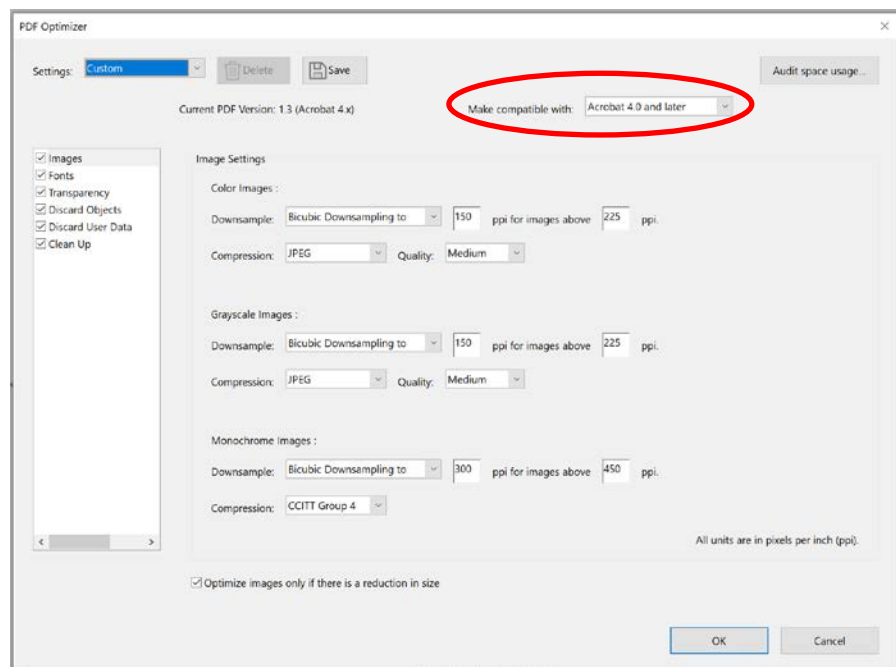 PDF Optimizer
Settings: Custom Delete Save Audit space usage...
Current PDF Version: 1.3 (Acrobat 4.x) Make compatible with: Acrobat 4.0 and later
Images
Fonts
Transparency
Discard Objects
Discard User Data
Clean Up
Image Settings
Color Images :
Downsample: Bicubic Downsampling to 150 ppi for images above 225 ppi.
Compression: JPEG Quality: Medium
Grayscale Images :
Downsample: Bicubic Downsampling to 150 ppi for images above 225 ppi.
Compression: JPEG Quality: Medium
Monochrome Images :
Downsample: Bicubic Downsampling to 300 ppi for images above 450 ppi.
Compression: CCITT Group 4
All units are in pixels per inch (ppi).
Optimize images only if there is a reduction in size
OK Cancel